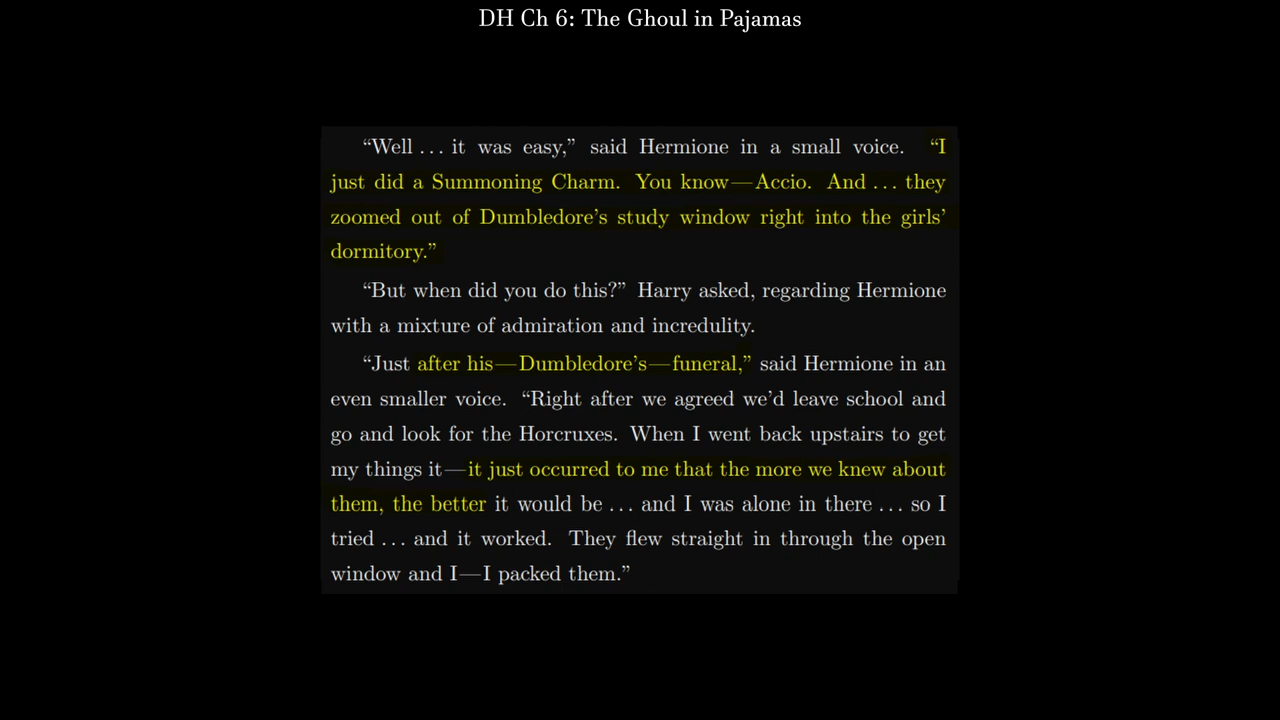 DH Ch 6: The Ghoul in Pajamas
“Well . . . it was easy,” said Hermione in a small voice. “I
just did a Summoning Charm. You know—Accio. And . . . they
zoomed out of Dumbledore’s study window right into the girls’
dormitory.”
“But when did you do this?” Harry asked, regarding Hermione
with a mixture of admiration and incredulity.
“Just after his—Dumbledore’s—funeral,” said Hermione in an
even smaller voice. “Right after we agreed we’d leave school and
go and look for the Horcruxes. When I went back upstairs to get
my things it—it just occurred to me that the more we knew about
them, the better it would be . . . and I was alone in there . . . so I
tried . . . and it worked. They flew straight in through the open
window and I—I packed them.”